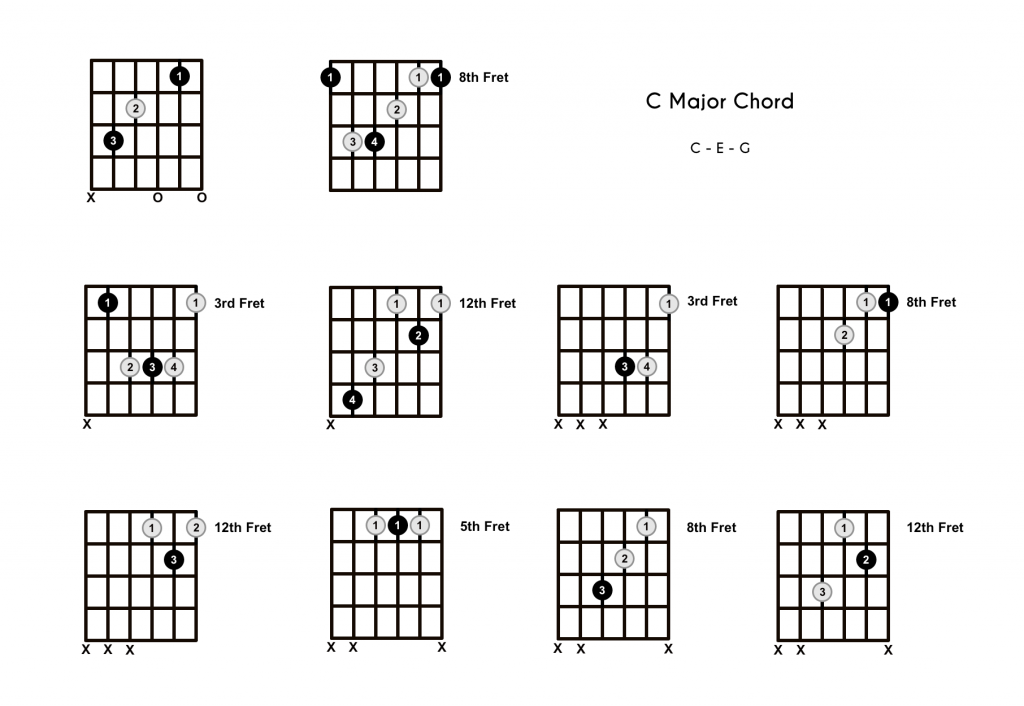 1
2
3
X O O
1 1 1 8th Fret
2
3 4
C Major Chord
C - E - G
1 1 3rd Fret
2 3 4
X
1 1 12th Fret
2
3
4
X
1 3rd Fret
3 4
X X X
1 1 8th Fret
2
X X X
1 2 12th Fret
3
X X X
1 1 1 5th Fret
X X X
1 8th Fret
2
3
X X X
1 12th Fret
2
3
X X X